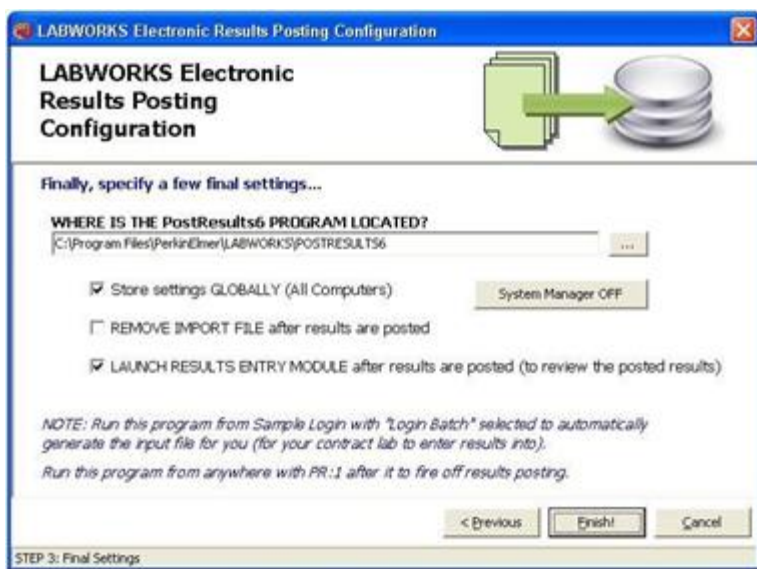 LABWORKS Electronic Results Posting Configuration
LABWORKS Electronic
Results Posting
Configuration
Finally, specify a few final settings...
WHERE IS THE PostResults6 PROGRAM LOCATED?
C:\Program Files\PerkinElmer\LABWORKS\POSTRESULTS6
...
Store settings GLOBALLY (All Computers)
System Manager OFF
REMOVE IMPORT FILE after results are posted
LAUNCH RESULTS ENTRY MODULE after results are posted (to review the posted results)
NOTE: Run this program from Sample Login with "Login Batch" selected to automatically
generate the input file for you (for your contract lab to enter results into).
Run this program from anywhere with PR:1 after it to fire off results posting.
< Previous
Finish!
Cancel
STEP 3: Final Settings